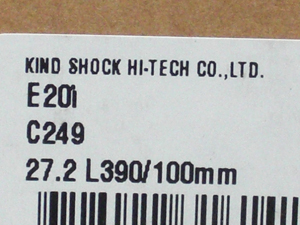 KIND SHOCK HI-TECH CO.,LTD.
E20i
C249
27.2 L390/100mm